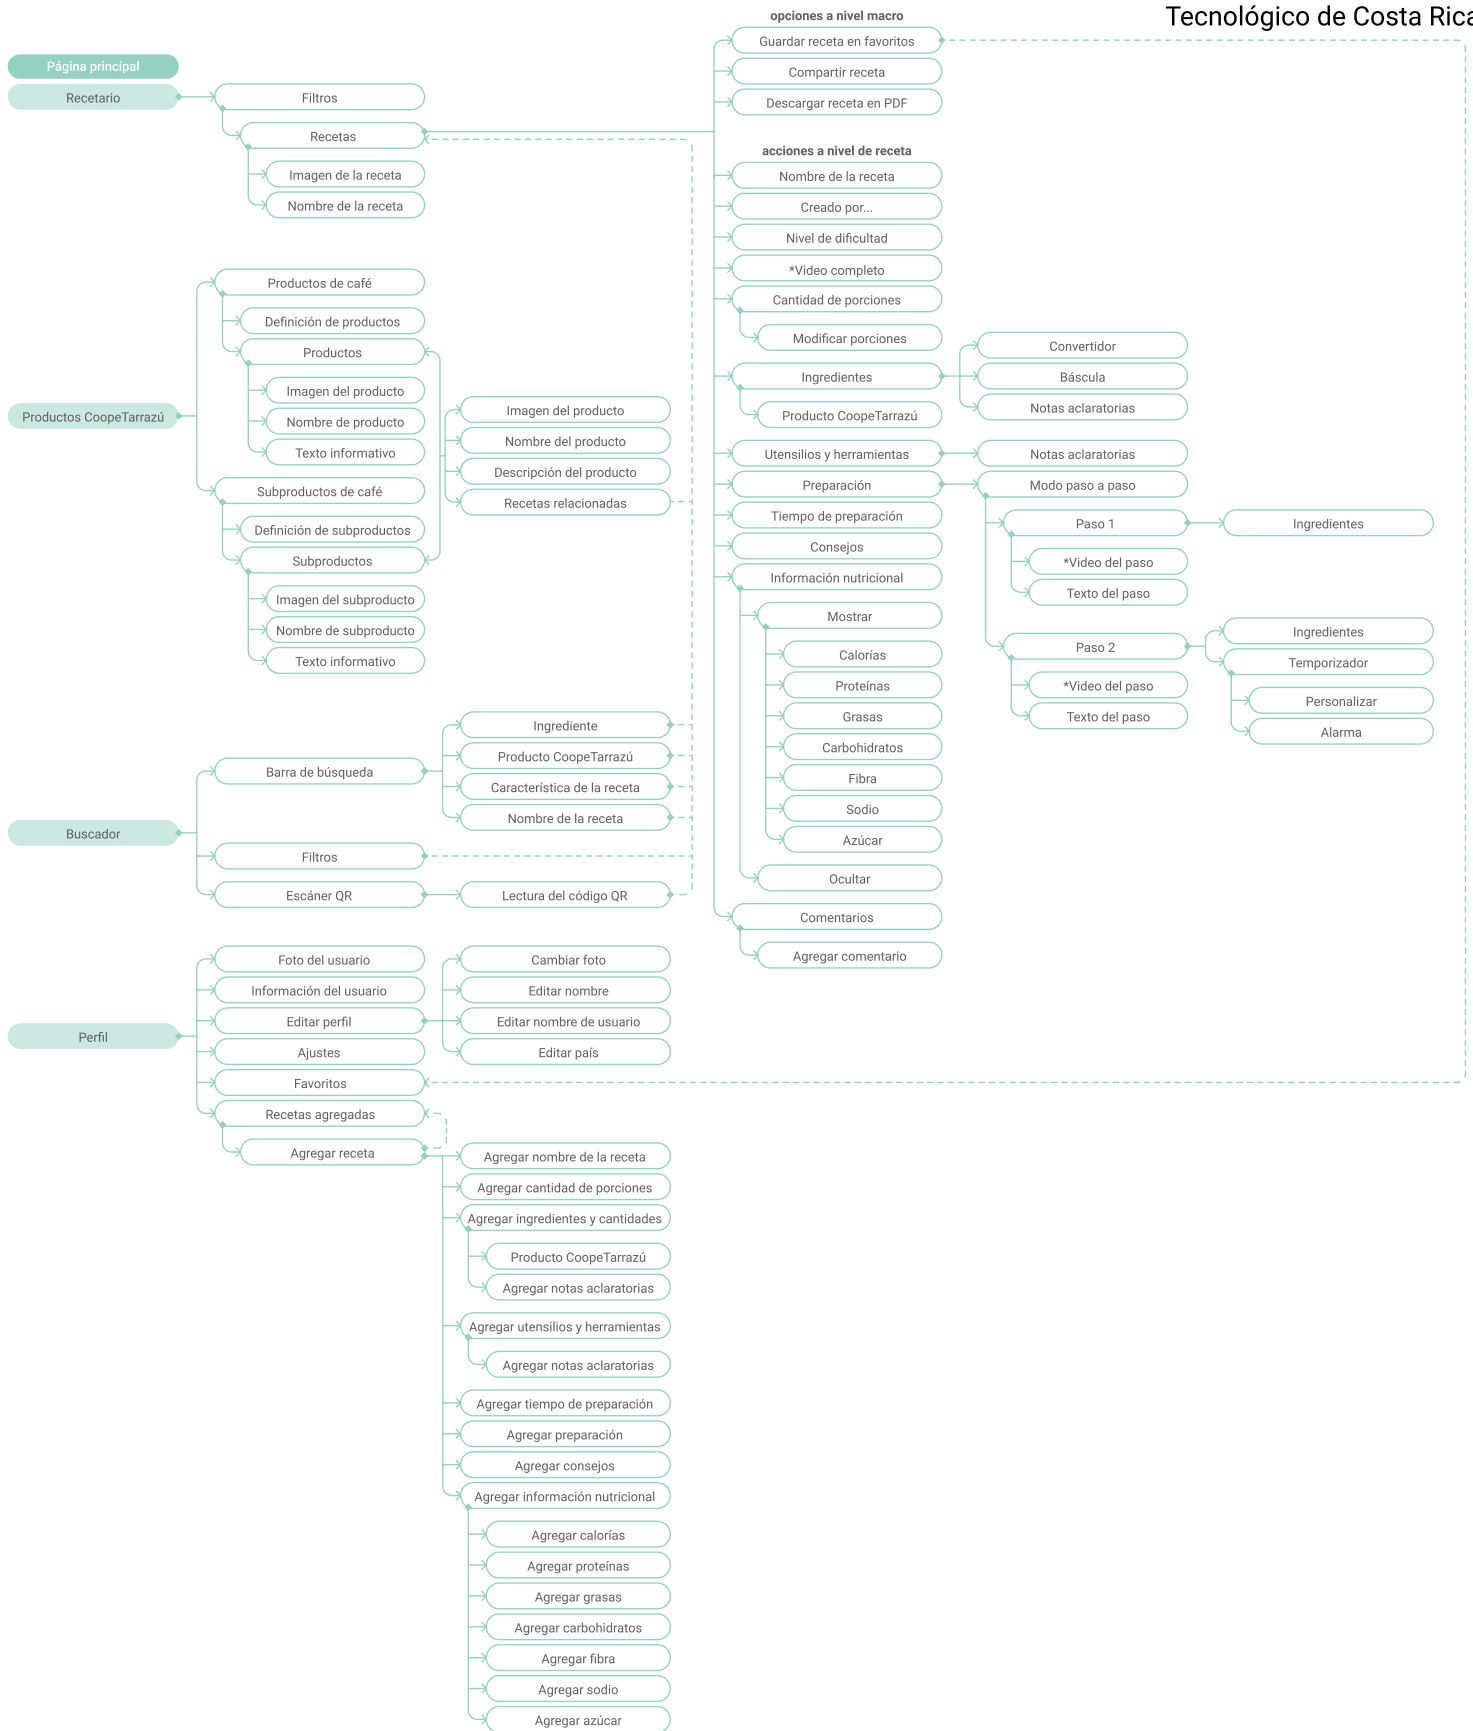 Tecnológico de Costa Rica
Página principal
Recetario
Filtros
Recetas
Imagen de la receta
Nombre de la receta
opciones a nivel macro
Guardar receta en favoritos
Compartir receta
Descargar receta en PDF
acciones a nivel de receta
Nombre de la receta
Creado por...
Nivel de dificultad
*Video completo
Cantidad de porciones
Modificar porciones
Ingredientes
Producto CoopeTarrazú
Convertidor
Báscula
Notas aclaratorias
Utensilios y herramientas
Notas aclaratorias
Preparación
Modo paso a paso
Paso 1
Ingredientes
*Video del paso
Texto del paso
Paso 2
Ingredientes
Temporizador
Personalizar
Alarma
*Video del paso
Texto del paso
Tiempo de preparación
Consejos
Información nutricional
Mostrar
Calorías
Proteínas
Grasas
Carbohidratos
Fibra
Sodio
Azúcar
Ocultar
Comentarios
Agregar comentario
Productos CoopeTarrazú
Productos de café
Definición de productos
Productos
Imagen del producto
Nombre de producto
Texto informativo
Subproductos de café
Definición de subproductos
Subproductos
Imagen del subproducto
Nombre de subproducto
Texto informativo
Imagen del producto
Nombre del producto
Descripción del producto
Recetas relacionadas
Buscador
Barra de búsqueda
Ingrediente
Producto CoopeTarrazú
Característica de la receta
Nombre de la receta
Filtros
Escáner QR
Lectura del código QR
Perfil
Foto del usuario
Información del usuario
Editar perfil
Cambiar foto
Editar nombre
Editar nombre de usuario
Editar país
Ajustes
Favoritos
Recetas agregadas
Agregar receta
Agregar nombre de la receta
Agregar cantidad de porciones
Agregar ingredientes y cantidades
Producto CoopeTarrazú
Agregar notas aclaratorias
Agregar utensilios y herramientas
Agregar notas aclaratorias
Agregar tiempo de preparación
Agregar preparación
Agregar consejos
Agregar información nutricional
Agregar calorías
Agregar proteínas
Agregar grasas
Agregar carbohidratos
Agregar fibra
Agregar sodio
Agregar azúcar